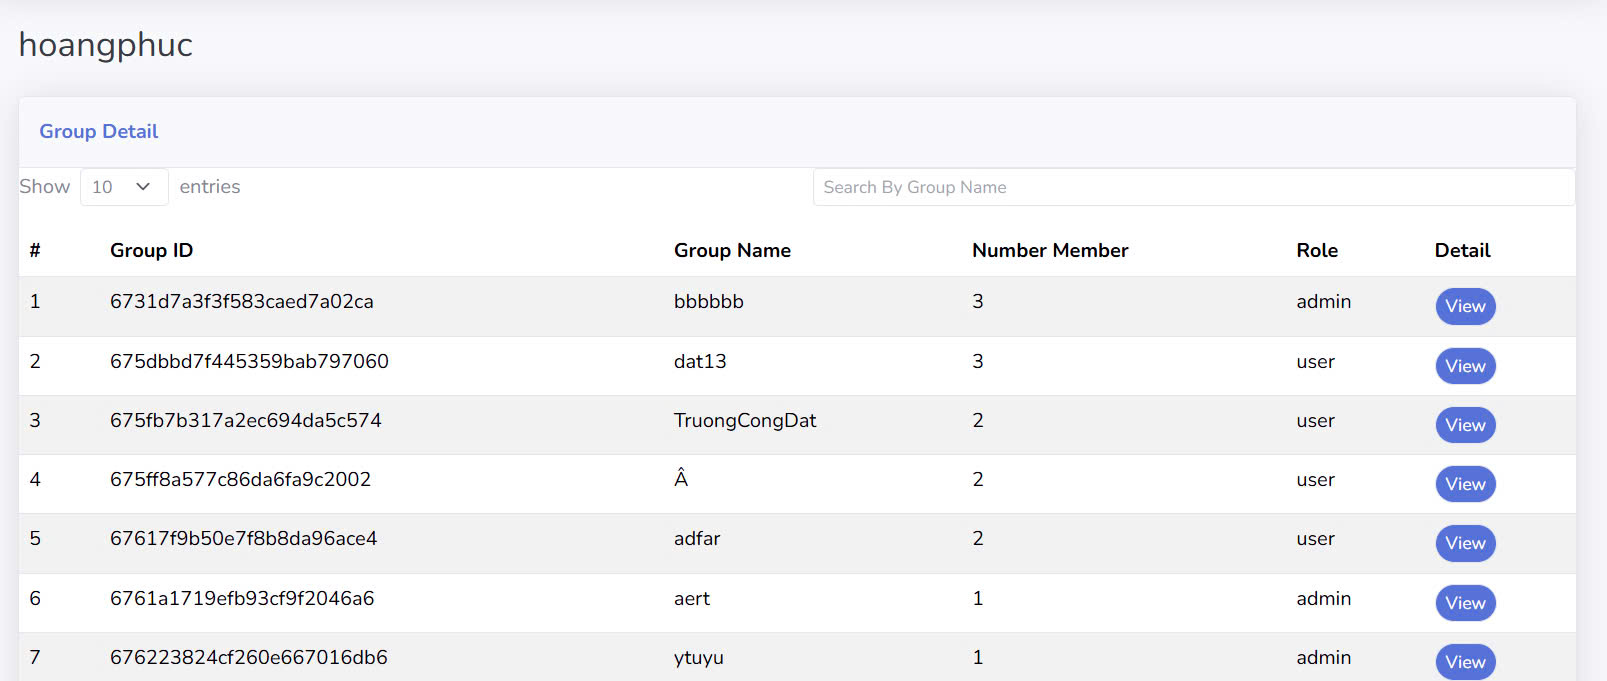 hoangphuc
Group Detail
Show 10 entries Search By Group Name
# Group ID Group Name Number Member Role Detail
1 6731d7a3f3f583caed7a02ca bbbbbb 3 admin View
2 675dbbd7f445359bab797060 dat13 3 user View
3 675fb7b317a2ec694da5c574 TruongCongDat 2 user View
4 675ff8a577c86da6fa9c2002 Â 2 user View
5 67617f9b50e7f8b8da96ace4 adfar 2 user View
6 6761a1719efb93cf9f2046a6 aert 1 admin View
7 676223824cf260e667016db6 ytuyu 1 admin View